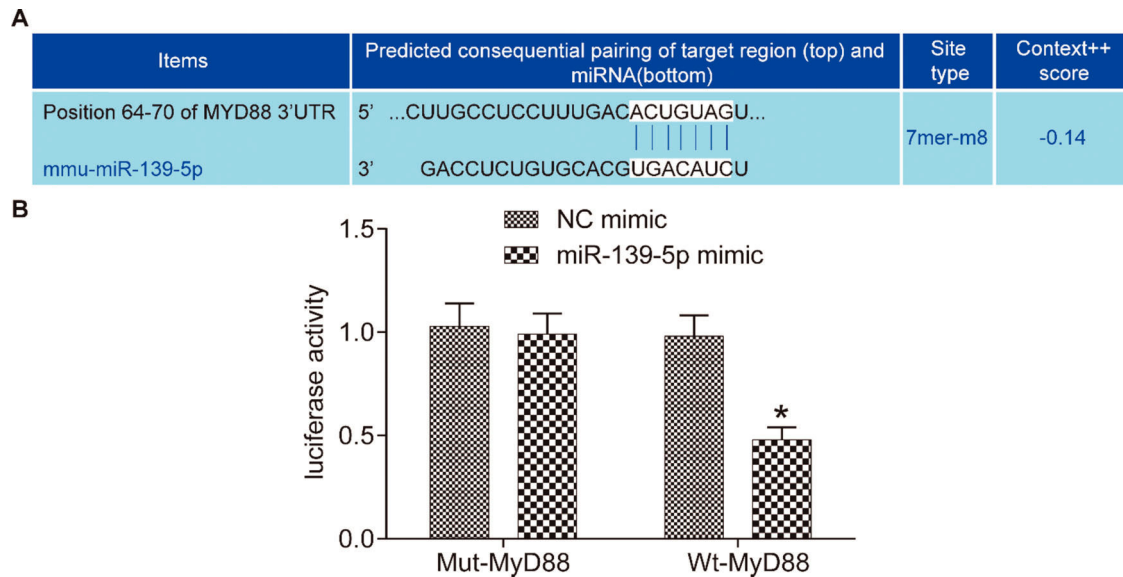 A
Items
Predicted consequential pairing of target region (top) and
miRNA(bottom)
Site
type
Context++
score
Position 64-70 of MYD88 3'UTR
5' ...CUUGCCUCCUUUGACACUGUAGU...
mmu-miR-139-5p
3' GACCUCUGUGCACGUGACAUCU
7mer-m8
-0.14
B
NC mimic
miR-139-5p mimic
luciferase activity
1.5
1.0
0.5
0.0
*
Mut-MyD88
Wt-MyD88